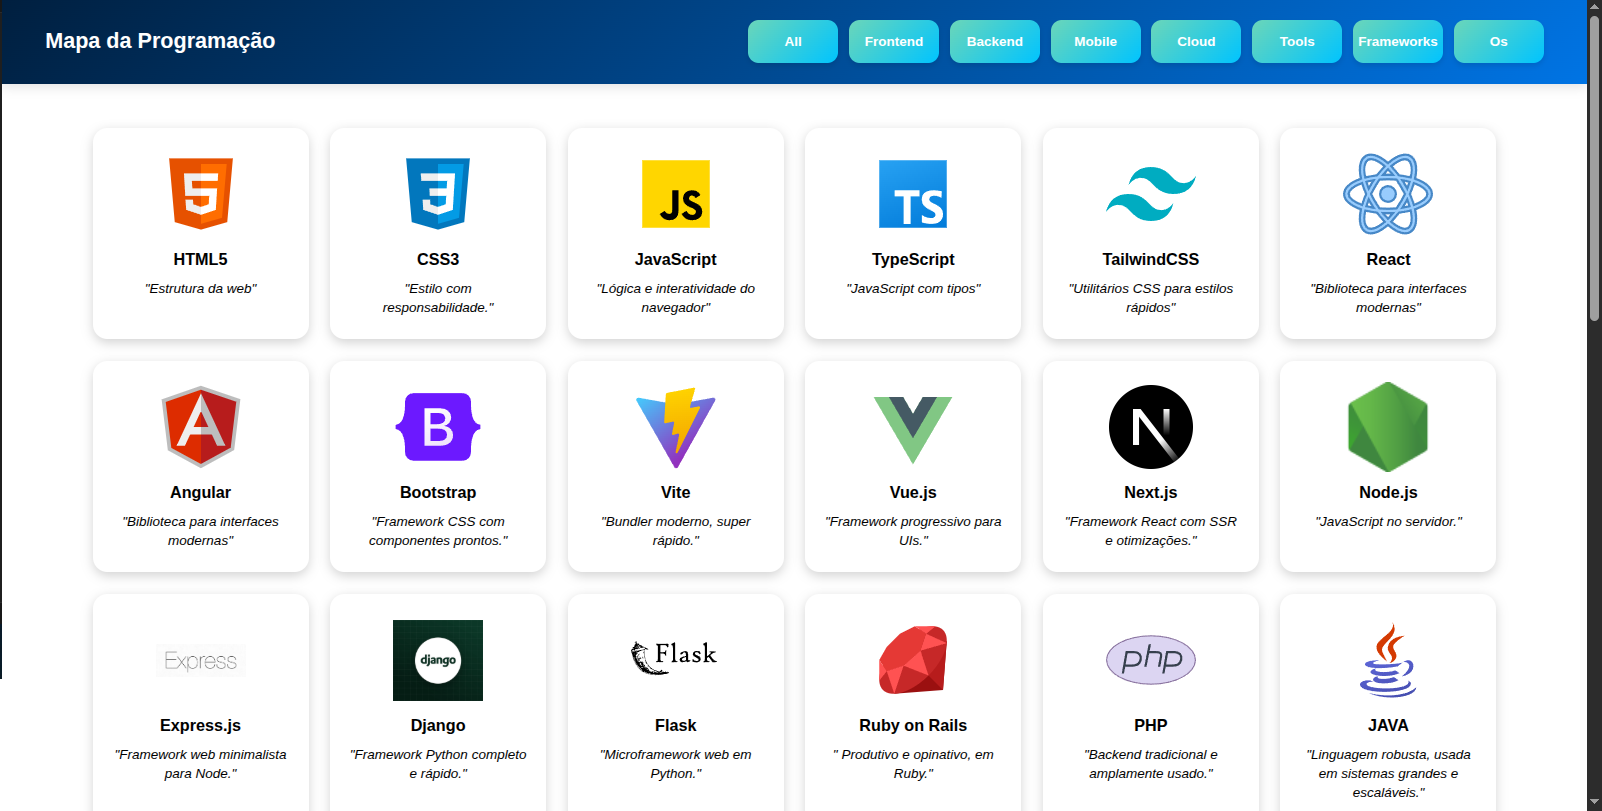 Mapa da Programação
All
Frontend
Backend
Mobile
Cloud
Tools
Frameworks
Os
5
3
JS
TS
HTML5
"Estrutura da web"
CSS3
"Estilo com
responsabilidade."
JavaScript
"Lógica e interatividade do
navegador"
TypeScript
"JavaScript com tipos"
TailwindCSS
"Utilitários CSS para estilos
rápidos"
React
"Biblioteca para interfaces
modernas"
A
B
N
Angular
"Biblioteca para interfaces
modernas"
Bootstrap
"Framework CSS com
componentes prontos."
Vite
"Bundler moderno, super
rápido."
Vue.js
"Framework progressivo para
UIs."
Next.js
"Framework React com SSR
e otimizações."
Node.js
"JavaScript no servidor."
Express
django
Flask
php
Express.js
"Framework web minimalista
para Node."
Django
"Framework Python completo
e rápido."
Flask
"Microframework web em
Python."
Ruby on Rails
" Produtivo e opinativo, em
Ruby."
PHP
"Backend tradicional e
amplamente usado."
JAVA
"Linguagem robusta, usada
em sistemas grandes e
escaláveis."